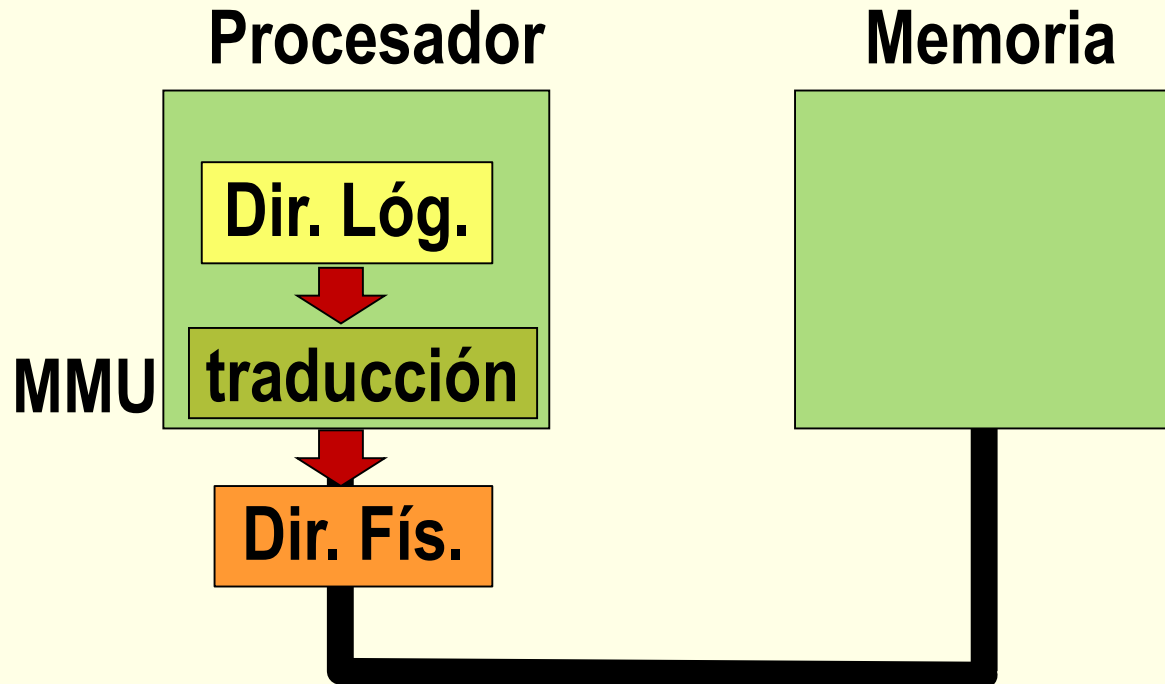 Procesador
Memoria
Dir. Lóg.
MMU
traducción
Dir. Fís.